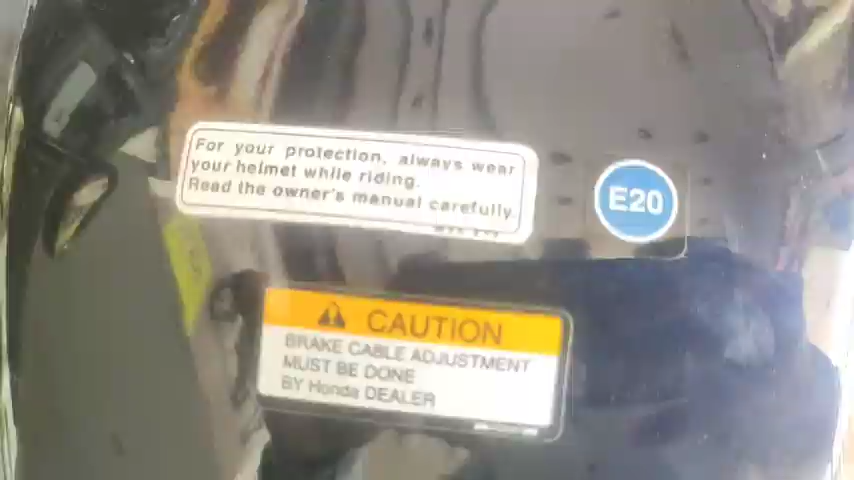 For your protection, always wear
your helmet while riding.
Read the owner's manual carefully.
E20
CAUTION
BRAKE CABLE ADJUSTMENT
MUST BE DONE
BY Honda DEALER